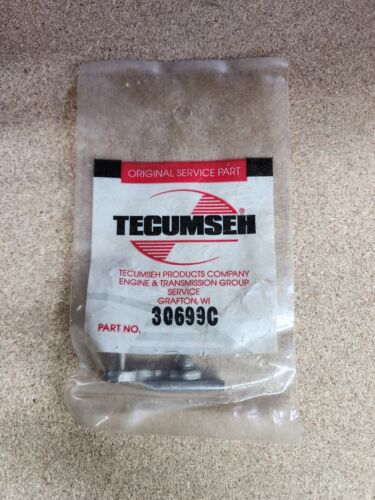 ORIGINAL SERVICE PART
TECUMSEH®
TECUMSEH PRODUCTS COMPANY
ENGINE & TRANSMISSION GROUP
SERVICE
GRAFTON, WI
PART NO. 30699C